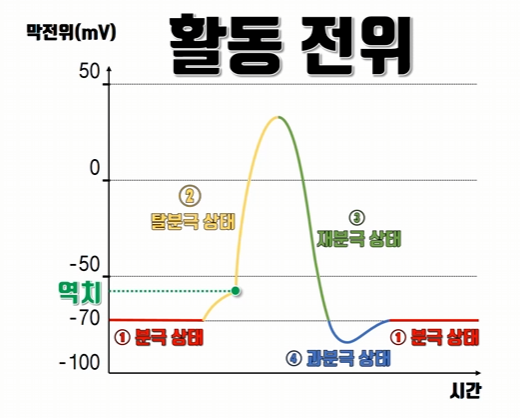 활동 전위
막전위(mV)
50
0
-50
-70
-100
역치
① 분극 상태
②
탈분극 상태
③
재분극 상태
④ 과분극 상태
① 분극 상태
시간